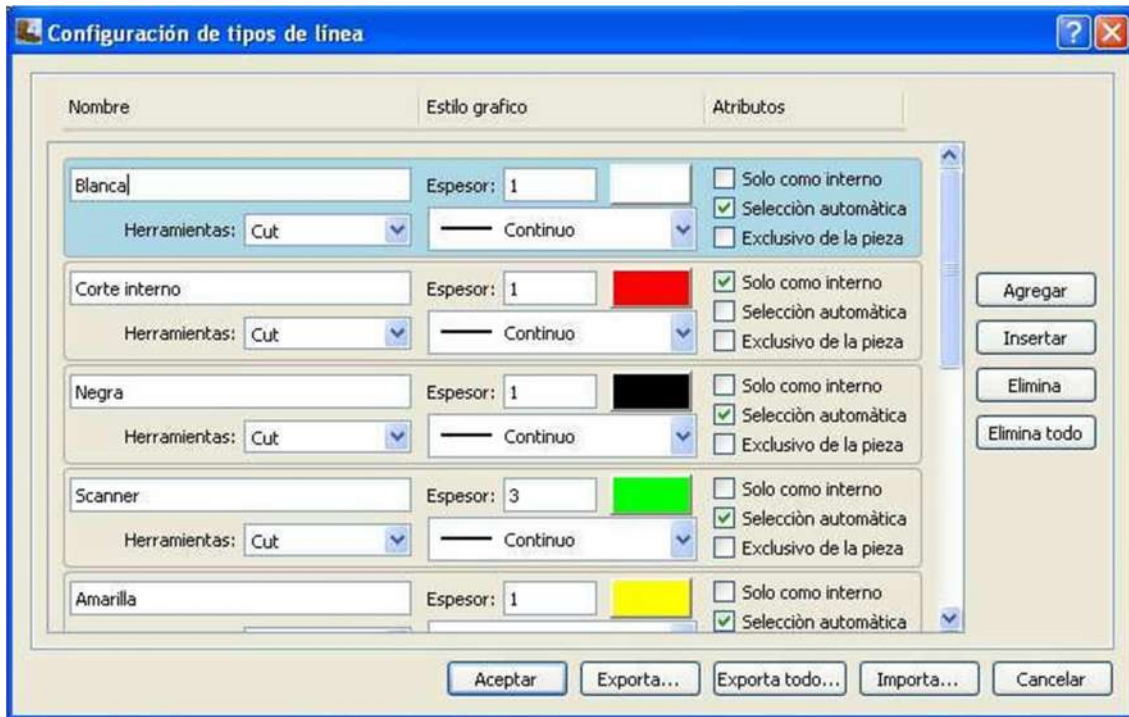 Configuración de tipos de línea
Nombre Estilo grafico Atributos
Blanca Espesor: 1 Solo como interno
Selecciòn automàtica
Herramientas: Cut Continuo Exclusivo de la pieza
Corte interno Espesor: 1 Solo como interno
Selecciòn automàtica
Herramientas: Cut Continuo Exclusivo de la pieza
Negra Espesor: 1 Solo como interno
Selecciòn automàtica
Herramientas: Cut Continuo Exclusivo de la pieza
Scanner Espesor: 3 Solo como interno
Selecciòn automàtica
Herramientas: Cut Continuo Exclusivo de la pieza
Amarilla Espesor: 1 Solo como interno
Selecciòn automàtica
Agregar
Insertar
Elimina
Elimina todo
Aceptar Exporta... Exporta todo... Importa... Cancelar